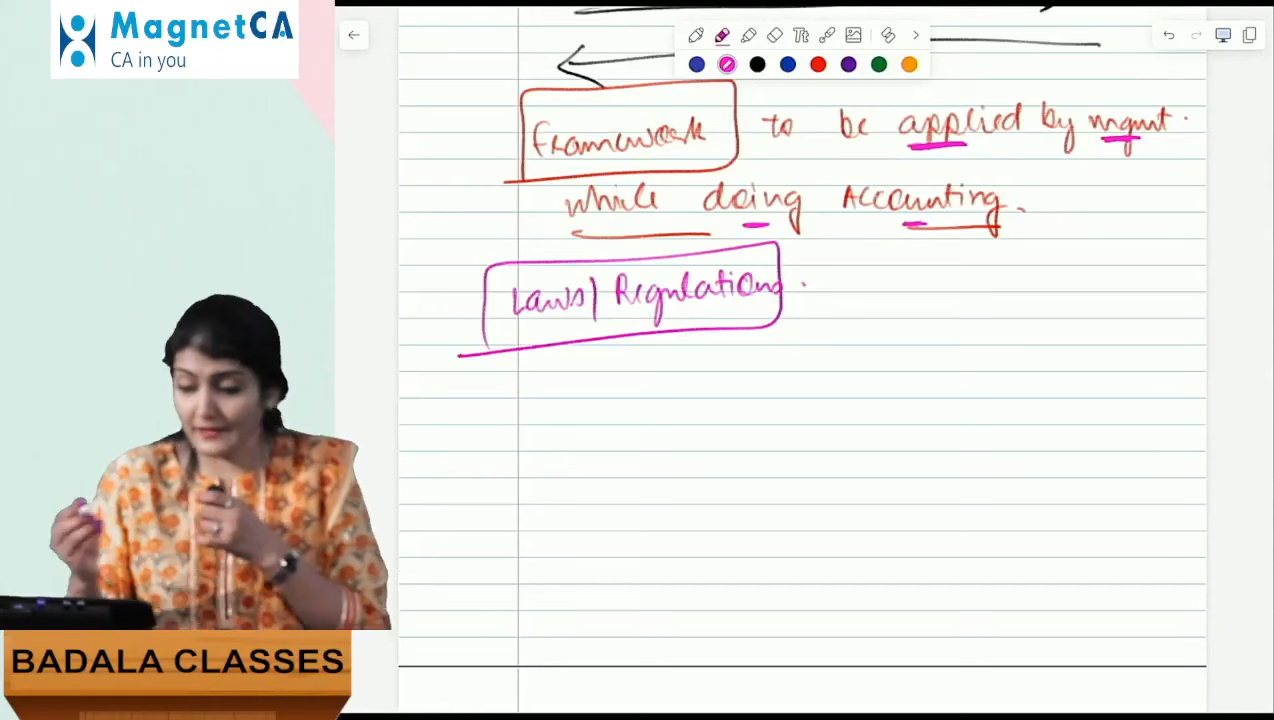 MagnetCA
CA in you
Framework to be applied by mgmt.
while doing Accounting.
Laws| Regulations.
BADALA CLASSES